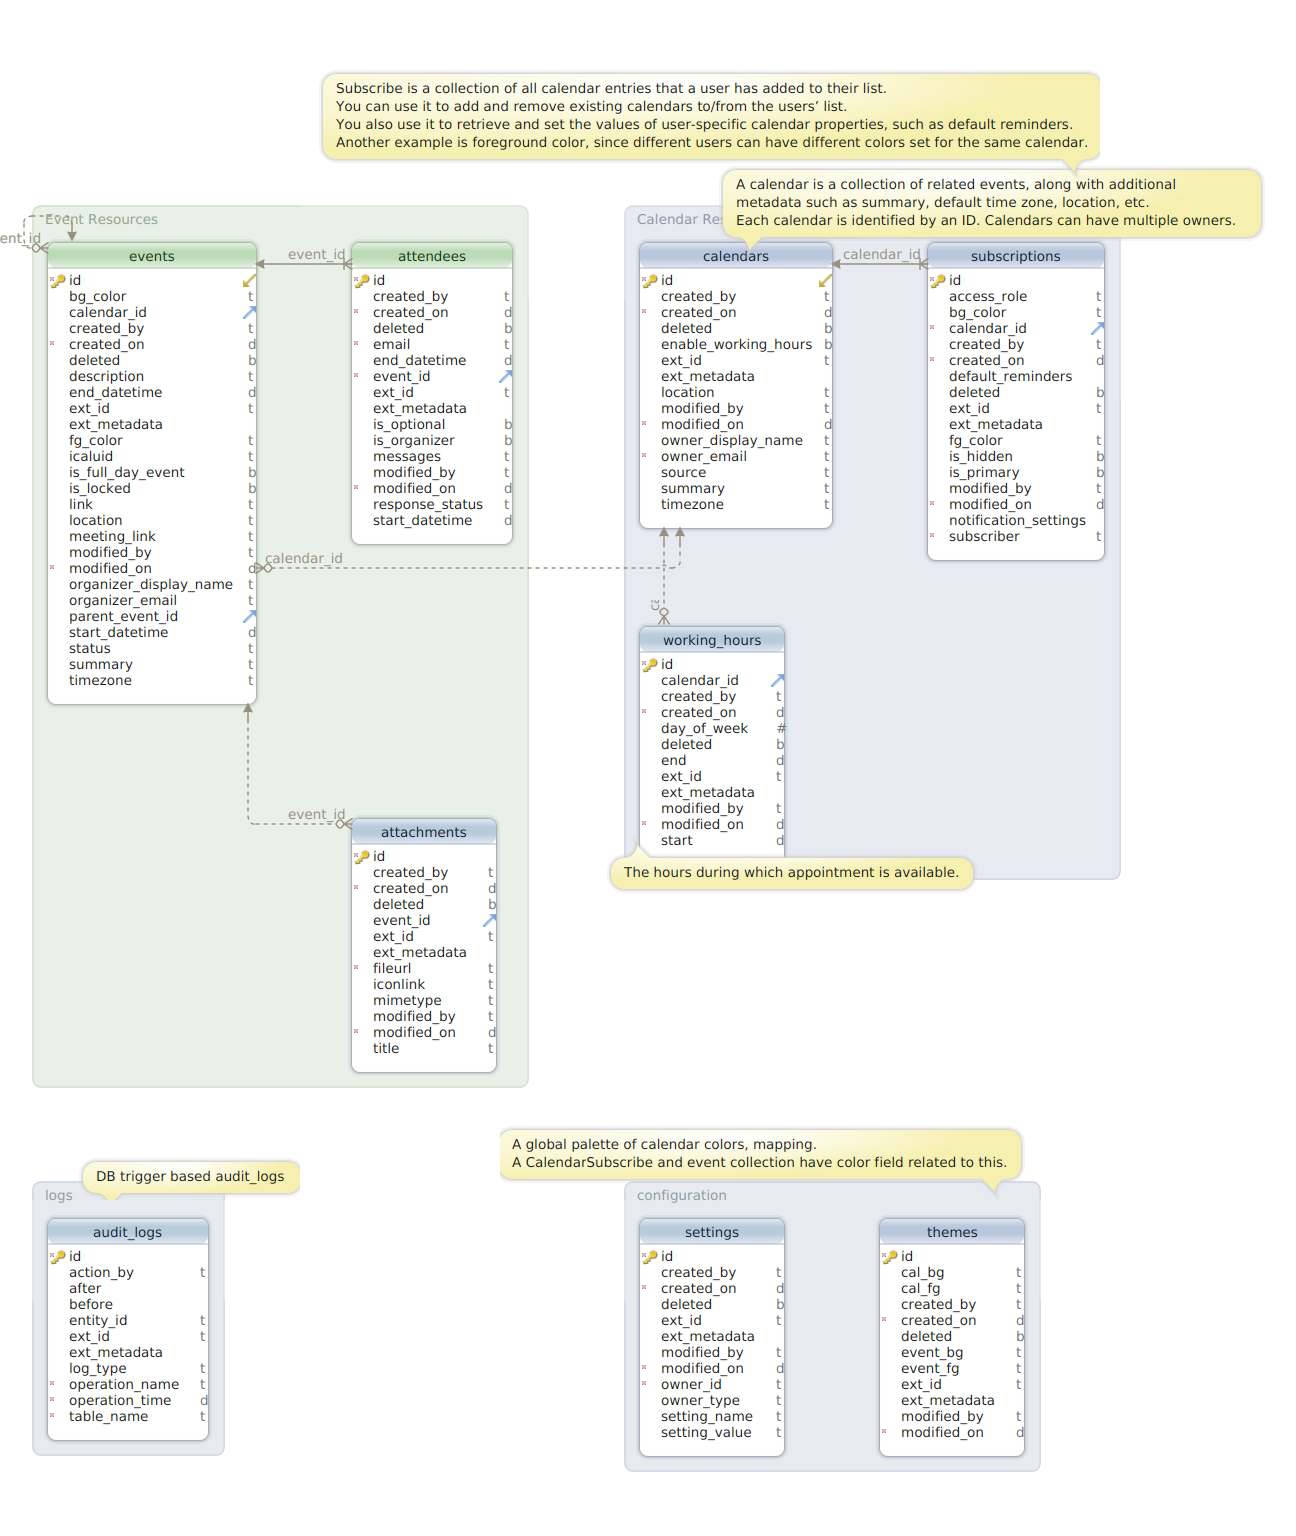 Subscribe is a collection of all calendar entries that a user has added to their list.
You can use it to add and remove existing calendars to/from the users’ list.
You also use it to retrieve and set the values of user-specific calendar properties, such as default reminders.
Another example is foreground color, since different users can have different colors set for the same calendar.
A calendar is a collection of related events, along with additional
metadata such as summary, default time zone, location, etc.
Each calendar is identified by an ID. Calendars can have multiple owners.
Event Resources
ent_id
events
id
bg_color t
calendar_id
created_by t
created_on d
deleted b
description t
end_datetime d
ext_id t
ext_metadata
fg_color t
icaluid t
is_full_day_event b
is_locked b
link t
location t
meeting_link t
modified_by t
modified_on d
organizer_display_name t
organizer_email t
parent_event_id
start_datetime d
status t
summary t
timezone t
event_id
attendees
id
created_by t
created_on d
deleted b
email t
end_datetime d
event_id
ext_id t
ext_metadata
is_optional b
is_organizer b
messages t
modified_by t
modified_on d
response_status t
start_datetime d
calendar_id
event_id
attachments
id
created_by t
created_on d
deleted b
event_id
ext_id t
ext_metadata
fileurl t
iconlink t
mimetype t
modified_by t
modified_on d
title t
Calendar Res
calendars
id
created_by t
created_on d
deleted b
enable_working_hours b
ext_id t
ext_metadata
location t
modified_by t
modified_on d
owner_display_name t
owner_email t
source t
summary t
timezone t
calendar_id
subscriptions
id
access_role t
bg_color t
calendar_id
created_by t
created_on d
default_reminders
deleted b
ext_id t
ext_metadata
fg_color t
is_hidden b
is_primary b
modified_by t
modified_on d
notification_settings
subscriber t
working_hours
id
calendar_id
created_by t
created_on d
day_of_week #
deleted b
end d
ext_id t
ext_metadata
modified_by t
modified_on d
start d
The hours during which appointment is available.
DB trigger based audit_logs
logs
audit_logs
id
action_by t
after
before
entity_id t
ext_id t
ext_metadata
log_type t
operation_name t
operation_time d
table_name t
A global palette of calendar colors, mapping.
A CalendarSubscribe and event collection have color field related to this.
configuration
settings
id
created_by t
created_on d
deleted b
ext_id t
ext_metadata
modified_by t
modified_on d
owner_id t
owner_type t
setting_name t
setting_value t
themes
id
cal_bg t
cal_fg t
created_by t
created_on d
deleted b
event_bg t
event_fg t
ext_id t
ext_metadata
modified_by t
modified_on d